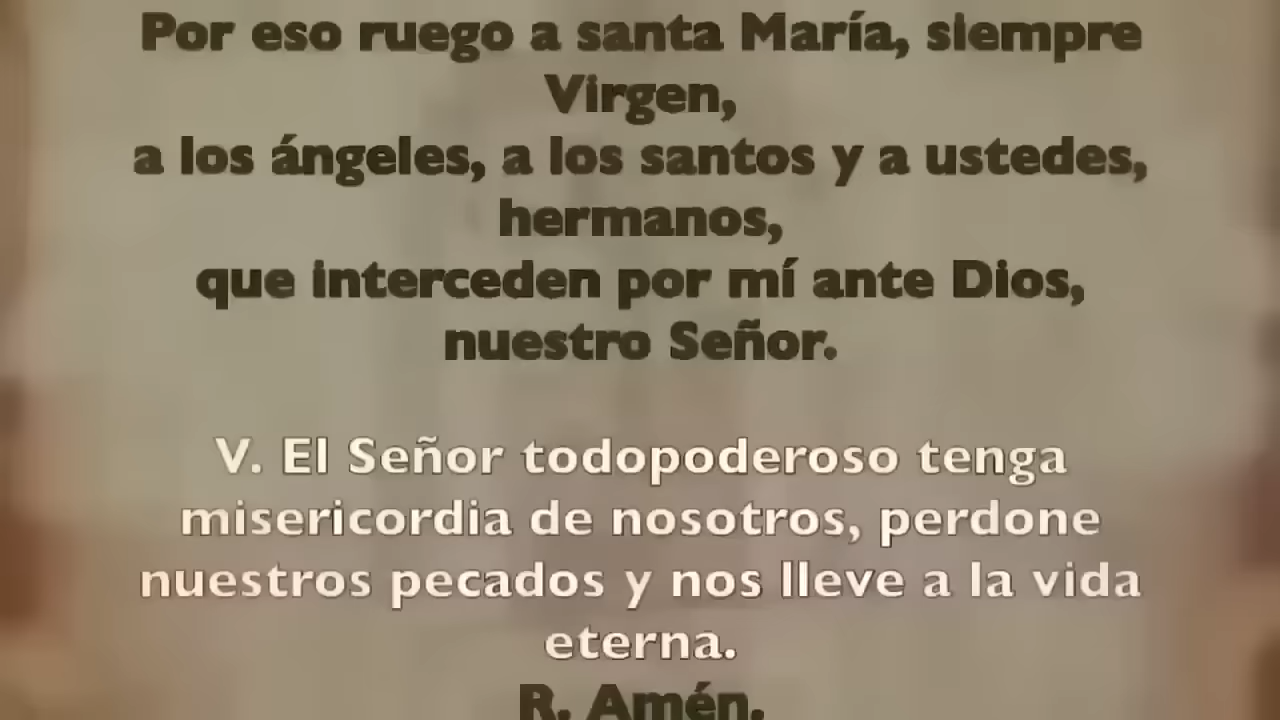 Por eso ruego a santa María, siempre
Virgen,
a los ángeles, a los santos y a ustedes,
hermanos,
que interceden por mí ante Dios,
nuestro Señor.
V. El Señor todopoderoso tenga
misericordia de nosotros, perdone
nuestros pecados y nos lleve a la vida
eterna.
R. Amén.